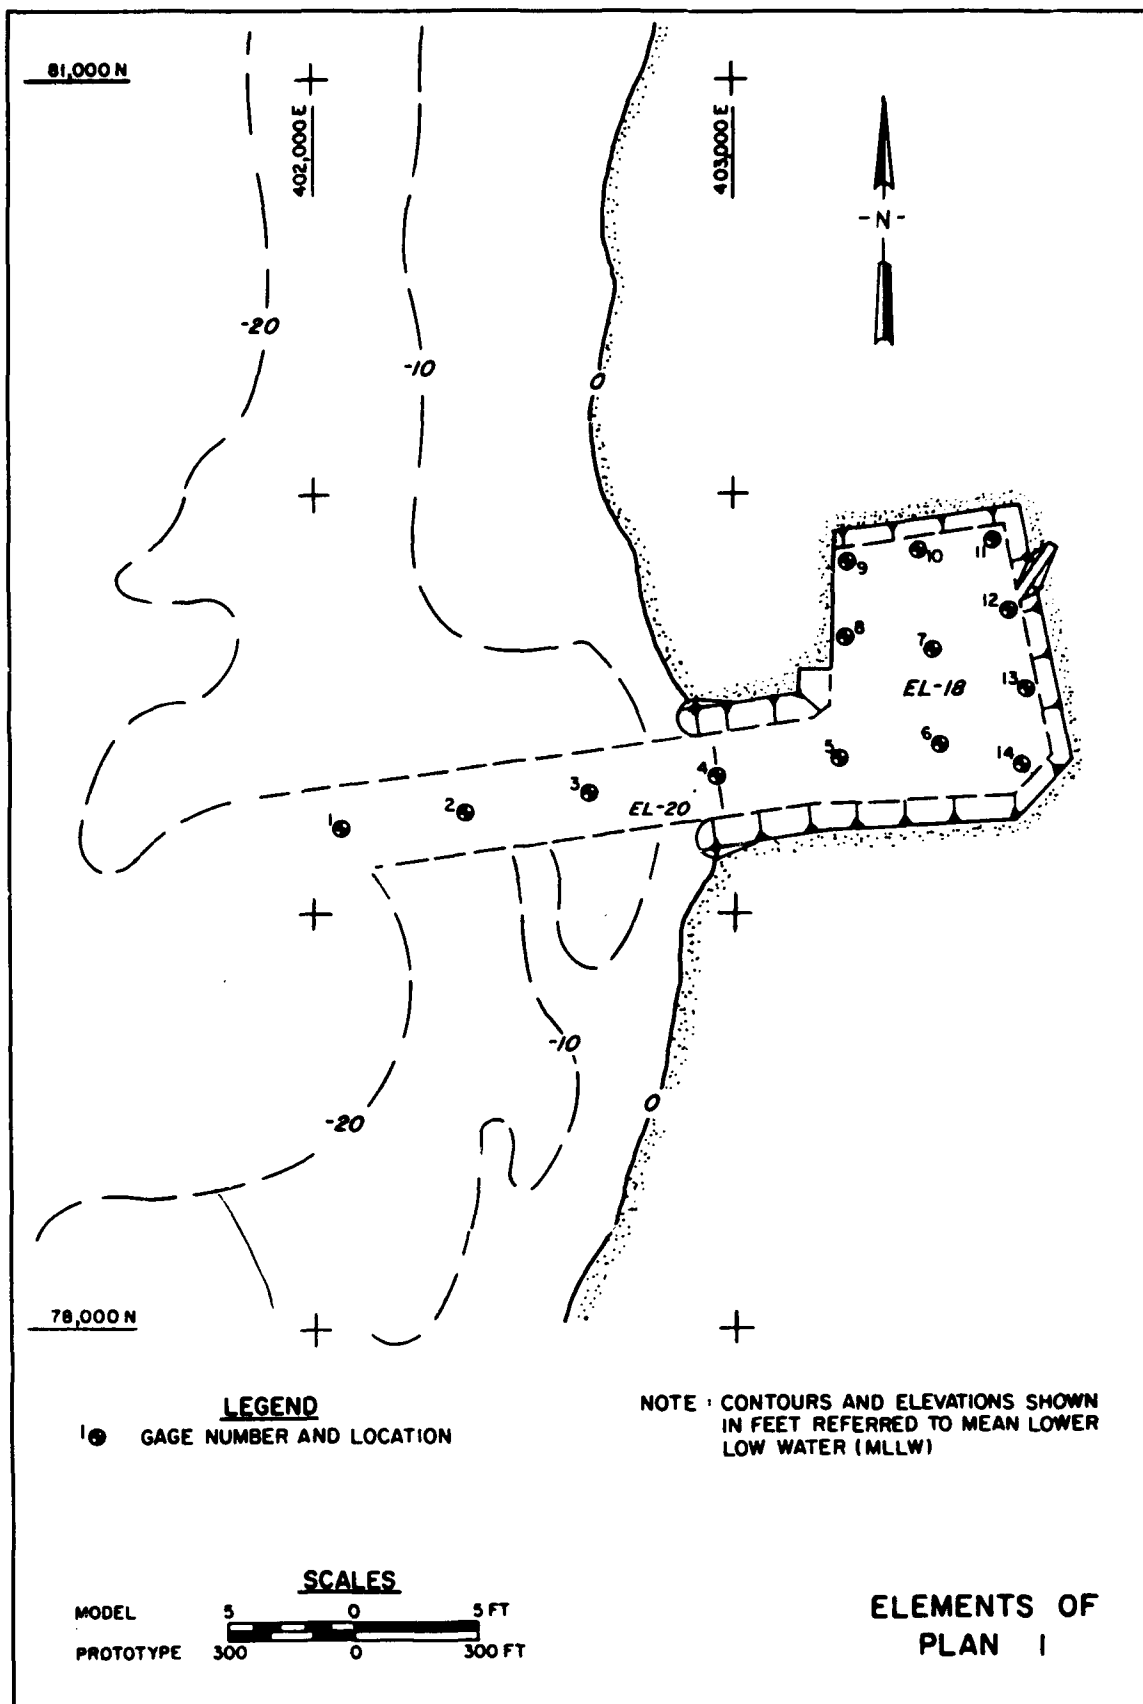 81,000 N
402,000 E
403,000 E
-N-
-20
-10
0
9
10
11
12
8
7
13
EL-18
6
5
14
4
3
EL-20
2
1
-10
0
-20
78,000 N
LEGEND
1 GAGE NUMBER AND LOCATION
NOTE : CONTOURS AND ELEVATIONS SHOWN
IN FEET REFERRED TO MEAN LOWER
LOW WATER (MLLW)
SCALES
MODEL 5 0 5 FT
PROTOTYPE 300 0 300 FT
ELEMENTS OF
PLAN 1